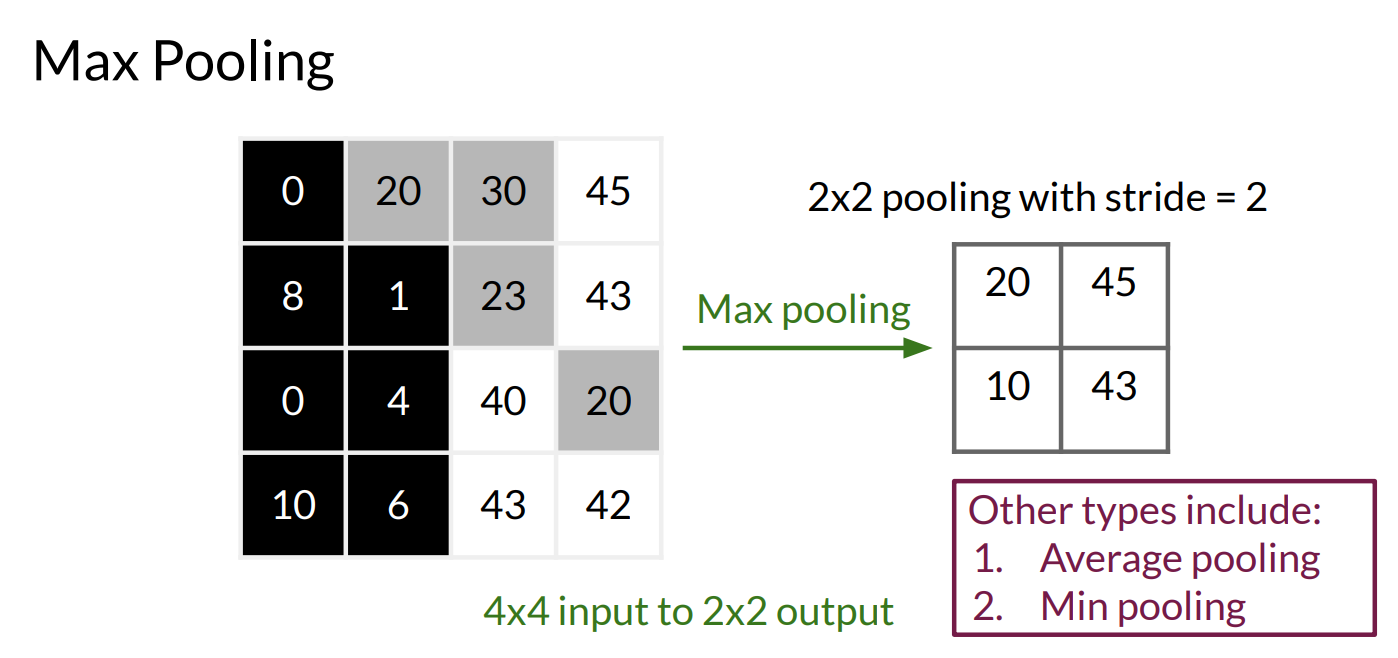 Max Pooling
0 20 30 45
8 1 23 43
0 4 40 20
10 6 43 42
Max pooling
4x4 input to 2x2 output
2x2 pooling with stride = 2
20 45
10 43
Other types include:
1. Average pooling
2. Min pooling